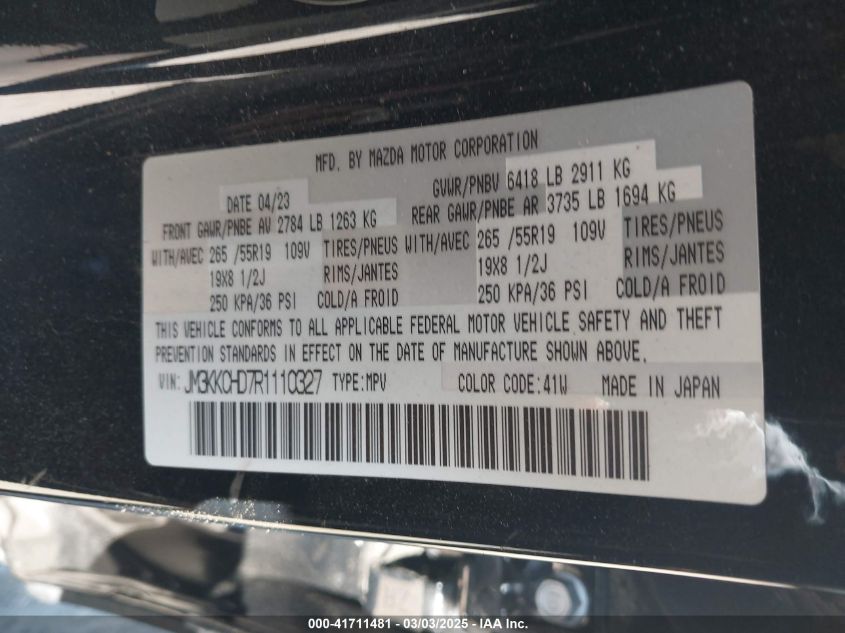 MFD. BY MAZDA MOTOR CORPORATION
DATE 04/23 GVWR/PNBV 6418 LB 2911 KG
FRONT GAWR/PNBE AV 2784 LB 1263 KG REAR GAWR/PNBE AR 3735 LB 1694 KG
WITH/AVEC 265 /55R19 109V TIRES/PNEUS WITH/AVEC 265 /55R19 109V TIRES/PNEUS
19X8 1/2J RIMS/JANTES 19X8 1/2J RIMS/JANTES
250 KPA/36 PSI COLD/A FROID 250 KPA/36 PSI COLD/A FROID
THIS VEHICLE CONFORMS TO ALL APPLICABLE FEDERAL MOTOR VEHICLE SAFETY AND THEFT
PREVENTION STANDARDS IN EFFECT ON THE DATE OF MANUFACTURE SHOWN ABOVE.
VIN: JM3KKCHD7R1110327 TYPE:MPV COLOR CODE:41W MADE IN JAPAN
000-41711481 - 03/03/2025 - IAA, Inc.